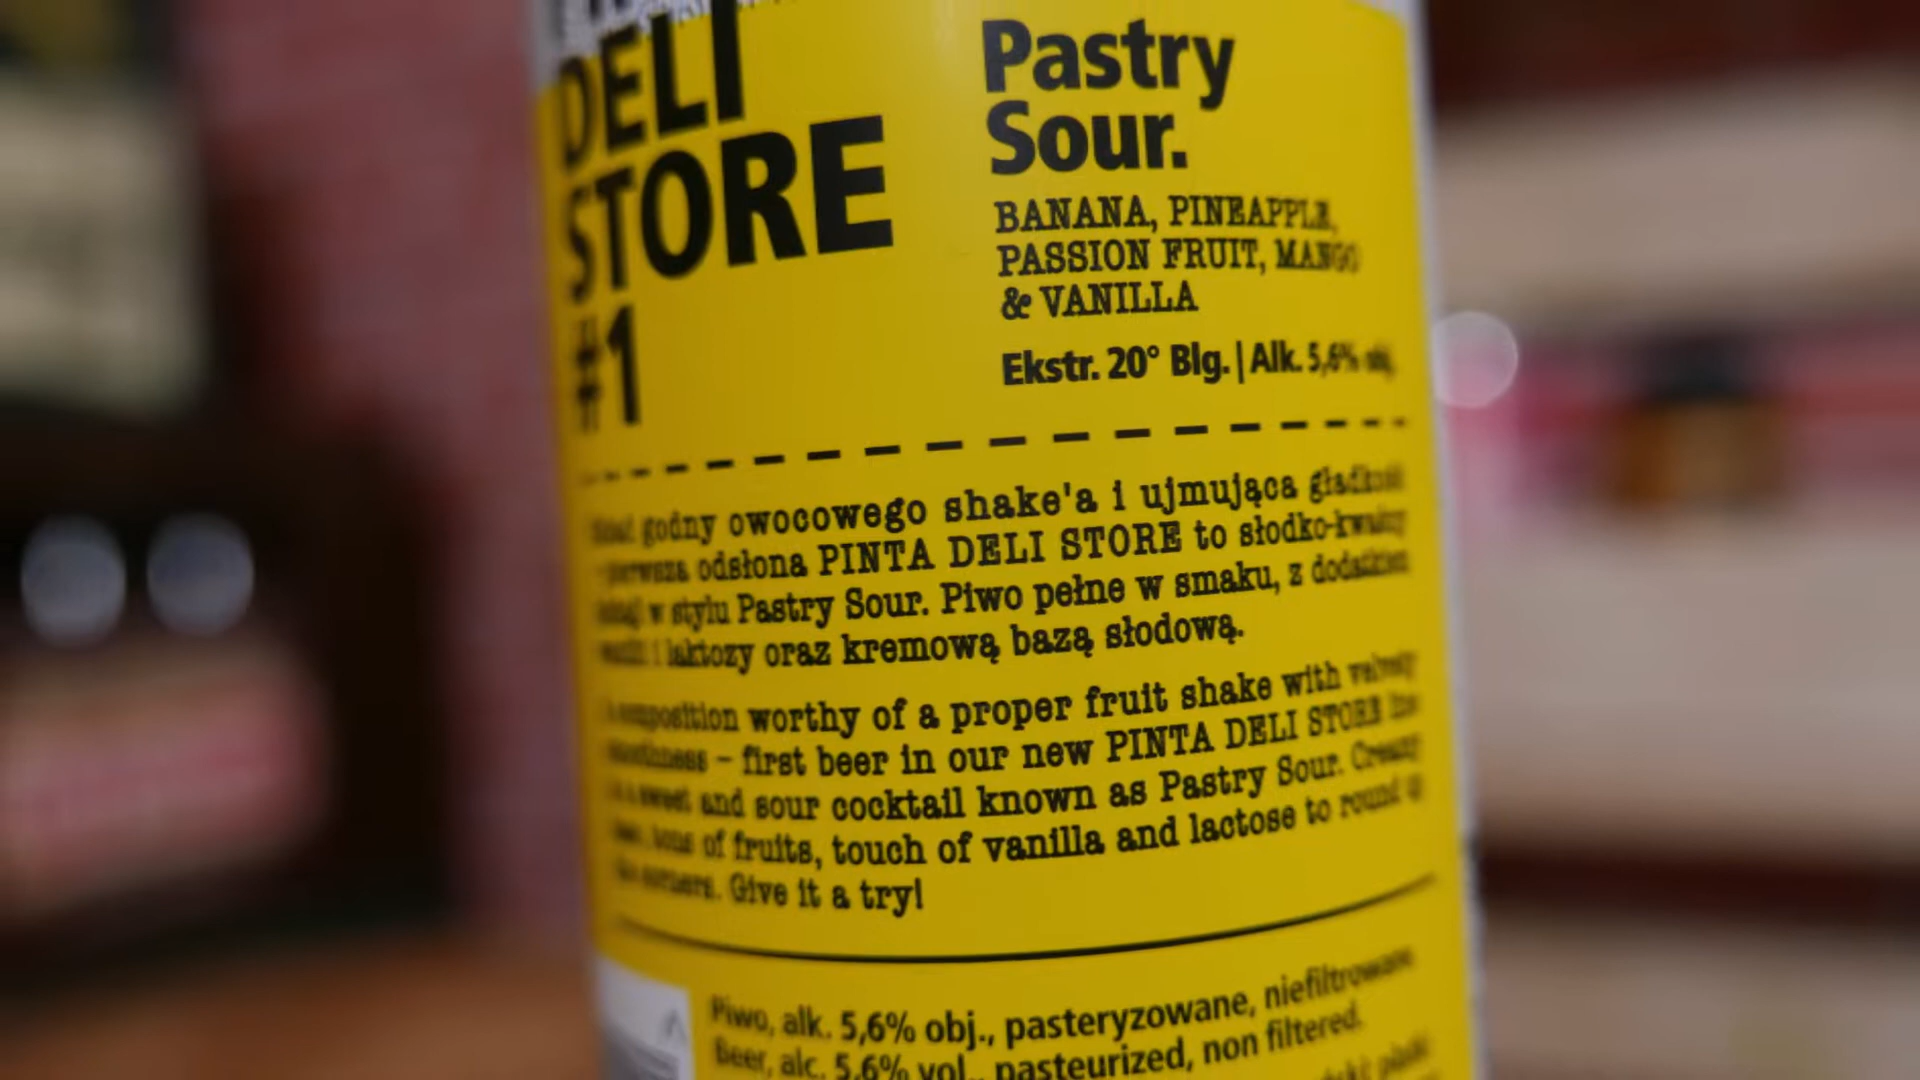 DELI
STORE
#1
Pastry
Sour.
BANANA, PINEAPPLE,
PASSION FRUIT, MANGO
& VANILLA
Ekstr. 20° Blg. | Alk. 5,6% obj.
godny owocowego shake'a i ujmująca gładkość
- pierwsza odsłona PINTA DELI STORE to słodko-kwaśny
w stylu Pastry Sour. Piwo pełne w smaku, z dodatkiem
wanilii i laktozy oraz kremową bazą słodową.
composition worthy of a proper fruit shake with velvety
smoothness – first beer in our new PINTA DELI STORE line
is a sweet and sour cocktail known as Pastry Sour. Creamy
tons of fruits, touch of vanilla and lactose to round up
the corners. Give it a try!
Piwo, alk. 5,6% obj., pasteryzowane, niefiltrowane.
Beer, alc. 5,6% vol., pasteurized, non filtered.